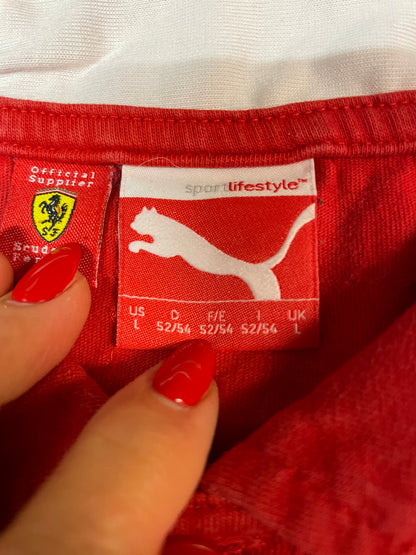 Official
Supplier
S F
sportlifestyle™
US D F/E I UK
L 52/54 52/54 52/54 L